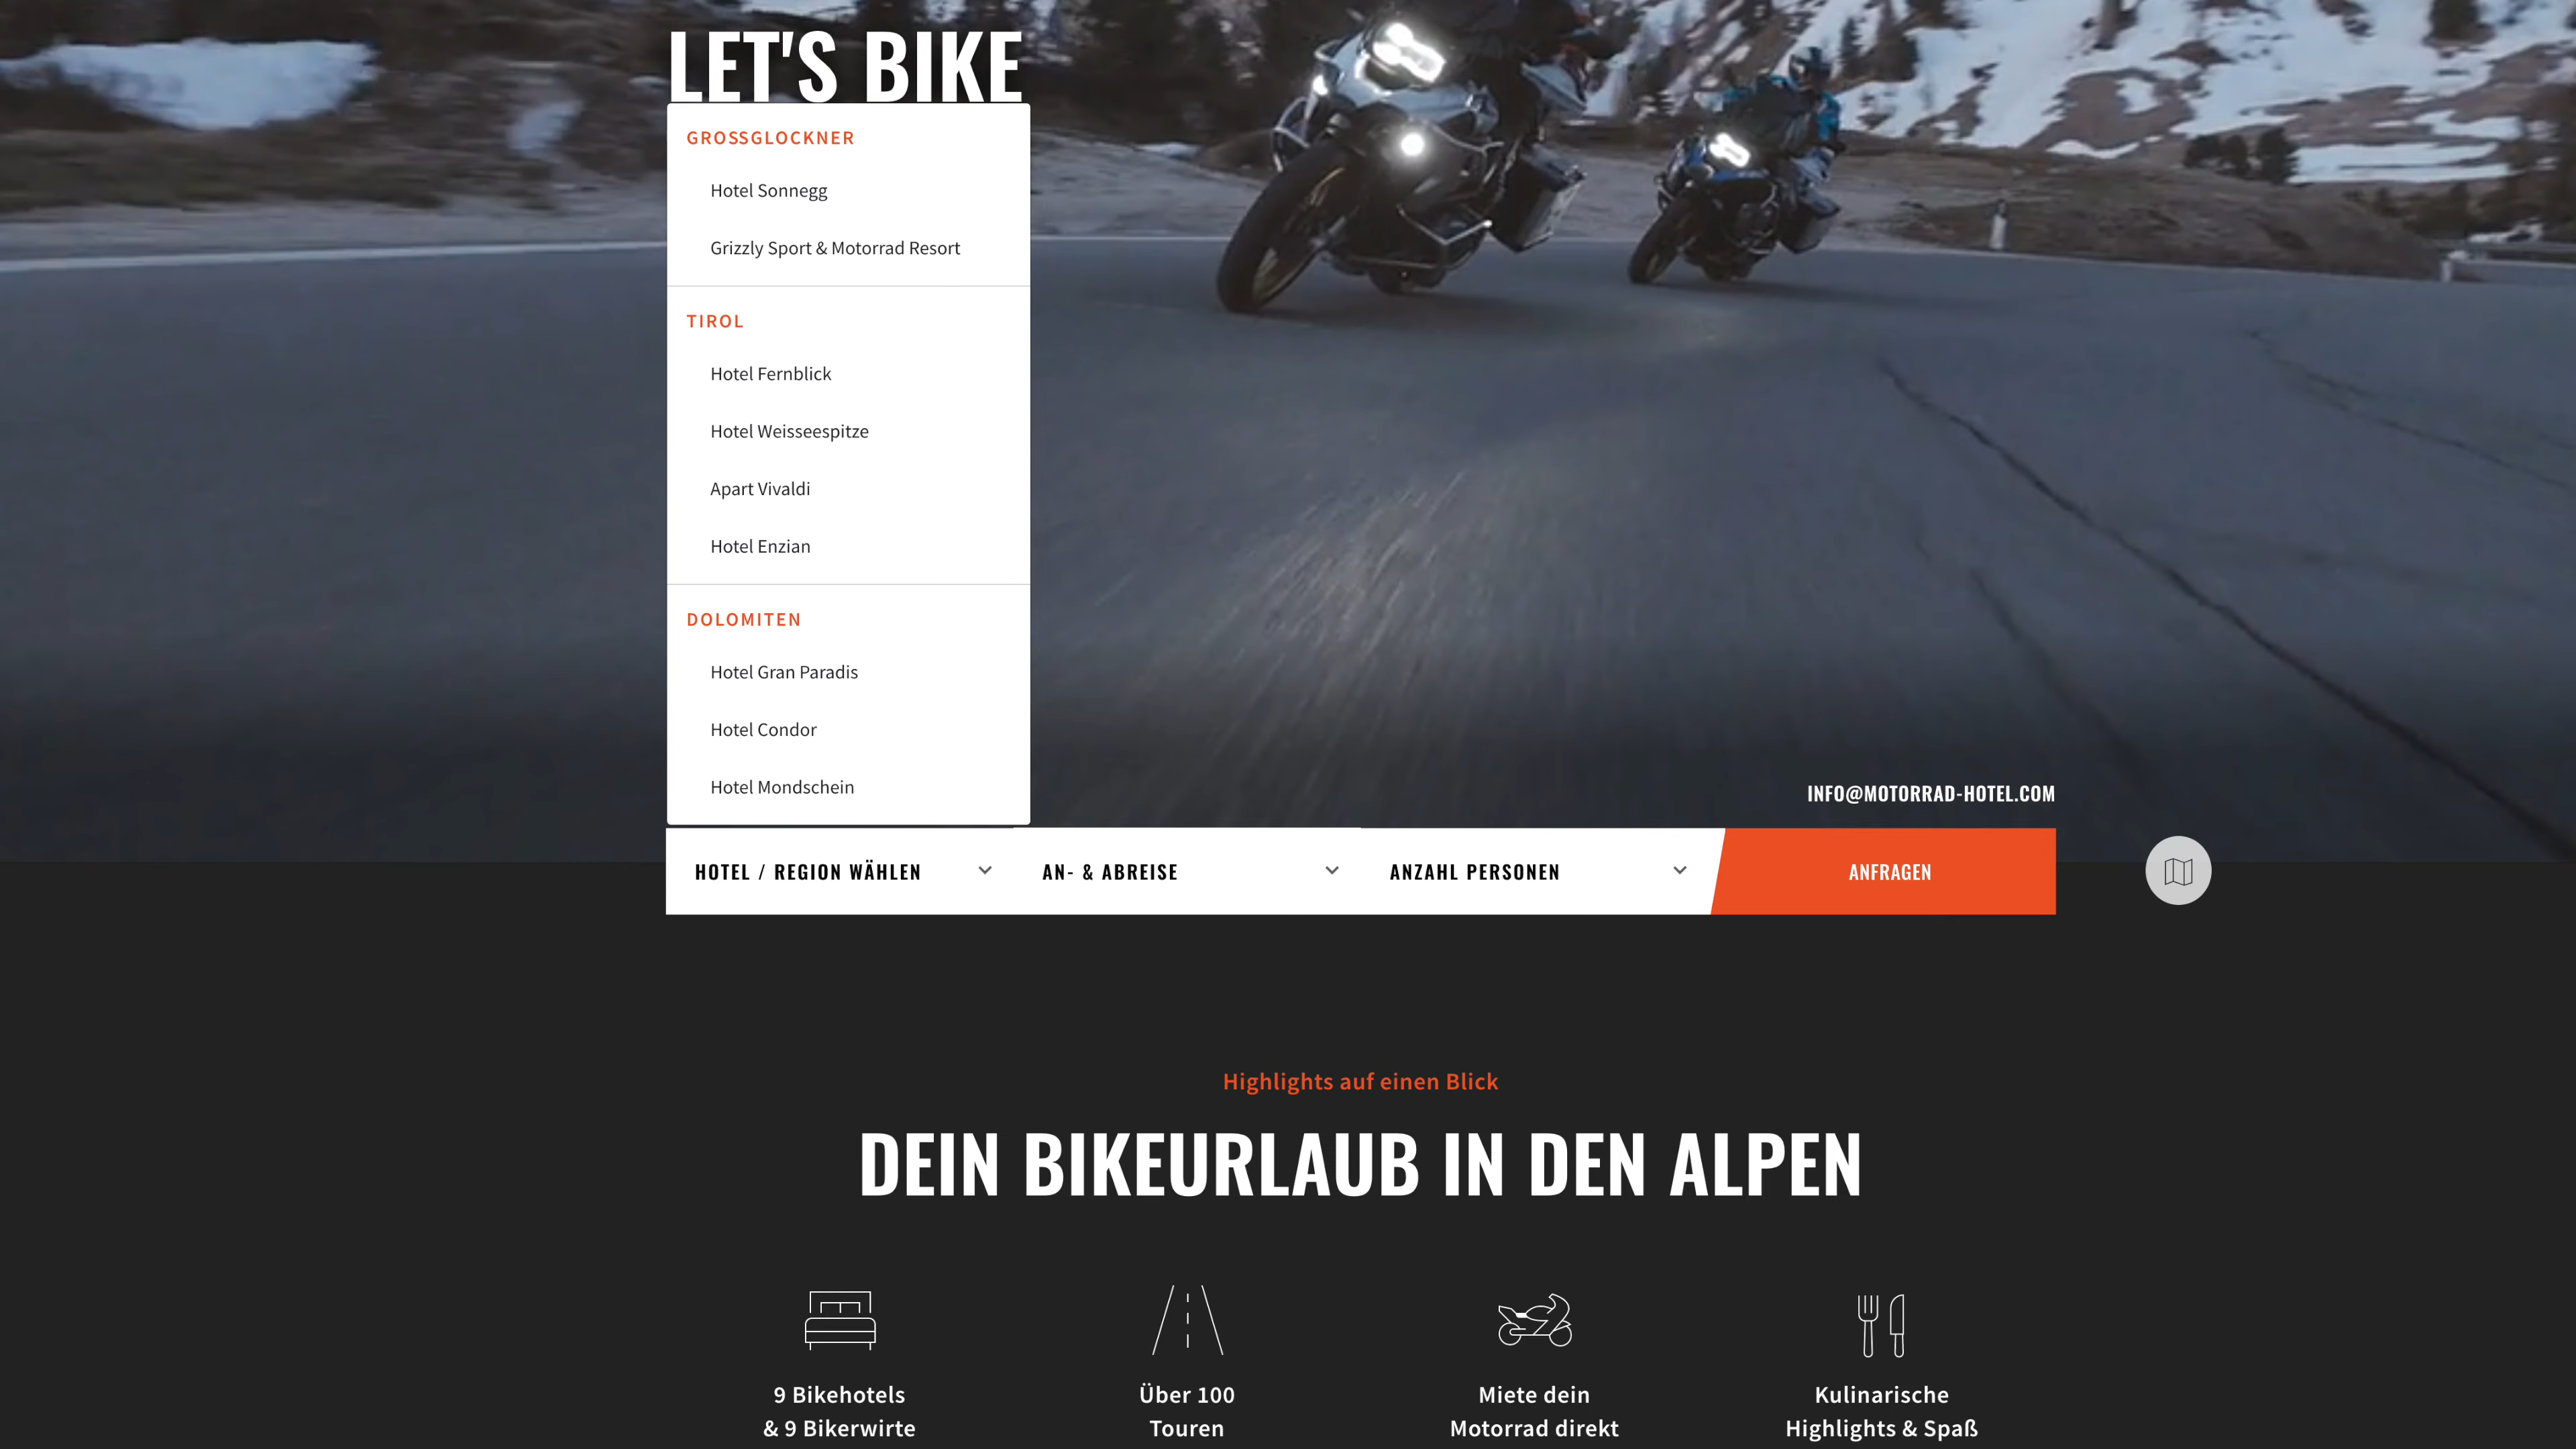 LET'S BIKE
GROSSGLOCKNER
Hotel Sonnegg
Grizzly Sport & Motorrad Resort
TIROL
Hotel Fernblick
Hotel Weisseespitze
Apart Vivaldi
Hotel Enzian
DOLOMITEN
Hotel Gran Paradis
Hotel Condor
Hotel Mondschein
INFO@MOTORRAD-HOTEL.COM
HOTEL / REGION WÄHLEN
AN- & ABREISE
ANZAHL PERSONEN
ANFRAGEN
Highlights auf einen Blick
DEIN BIKEURLAUB IN DEN ALPEN
9 Bikehotels
& 9 Bikerwirte
Über 100
Touren
Miete dein
Motorrad direkt
Kulinarische
Highlights & Spaß